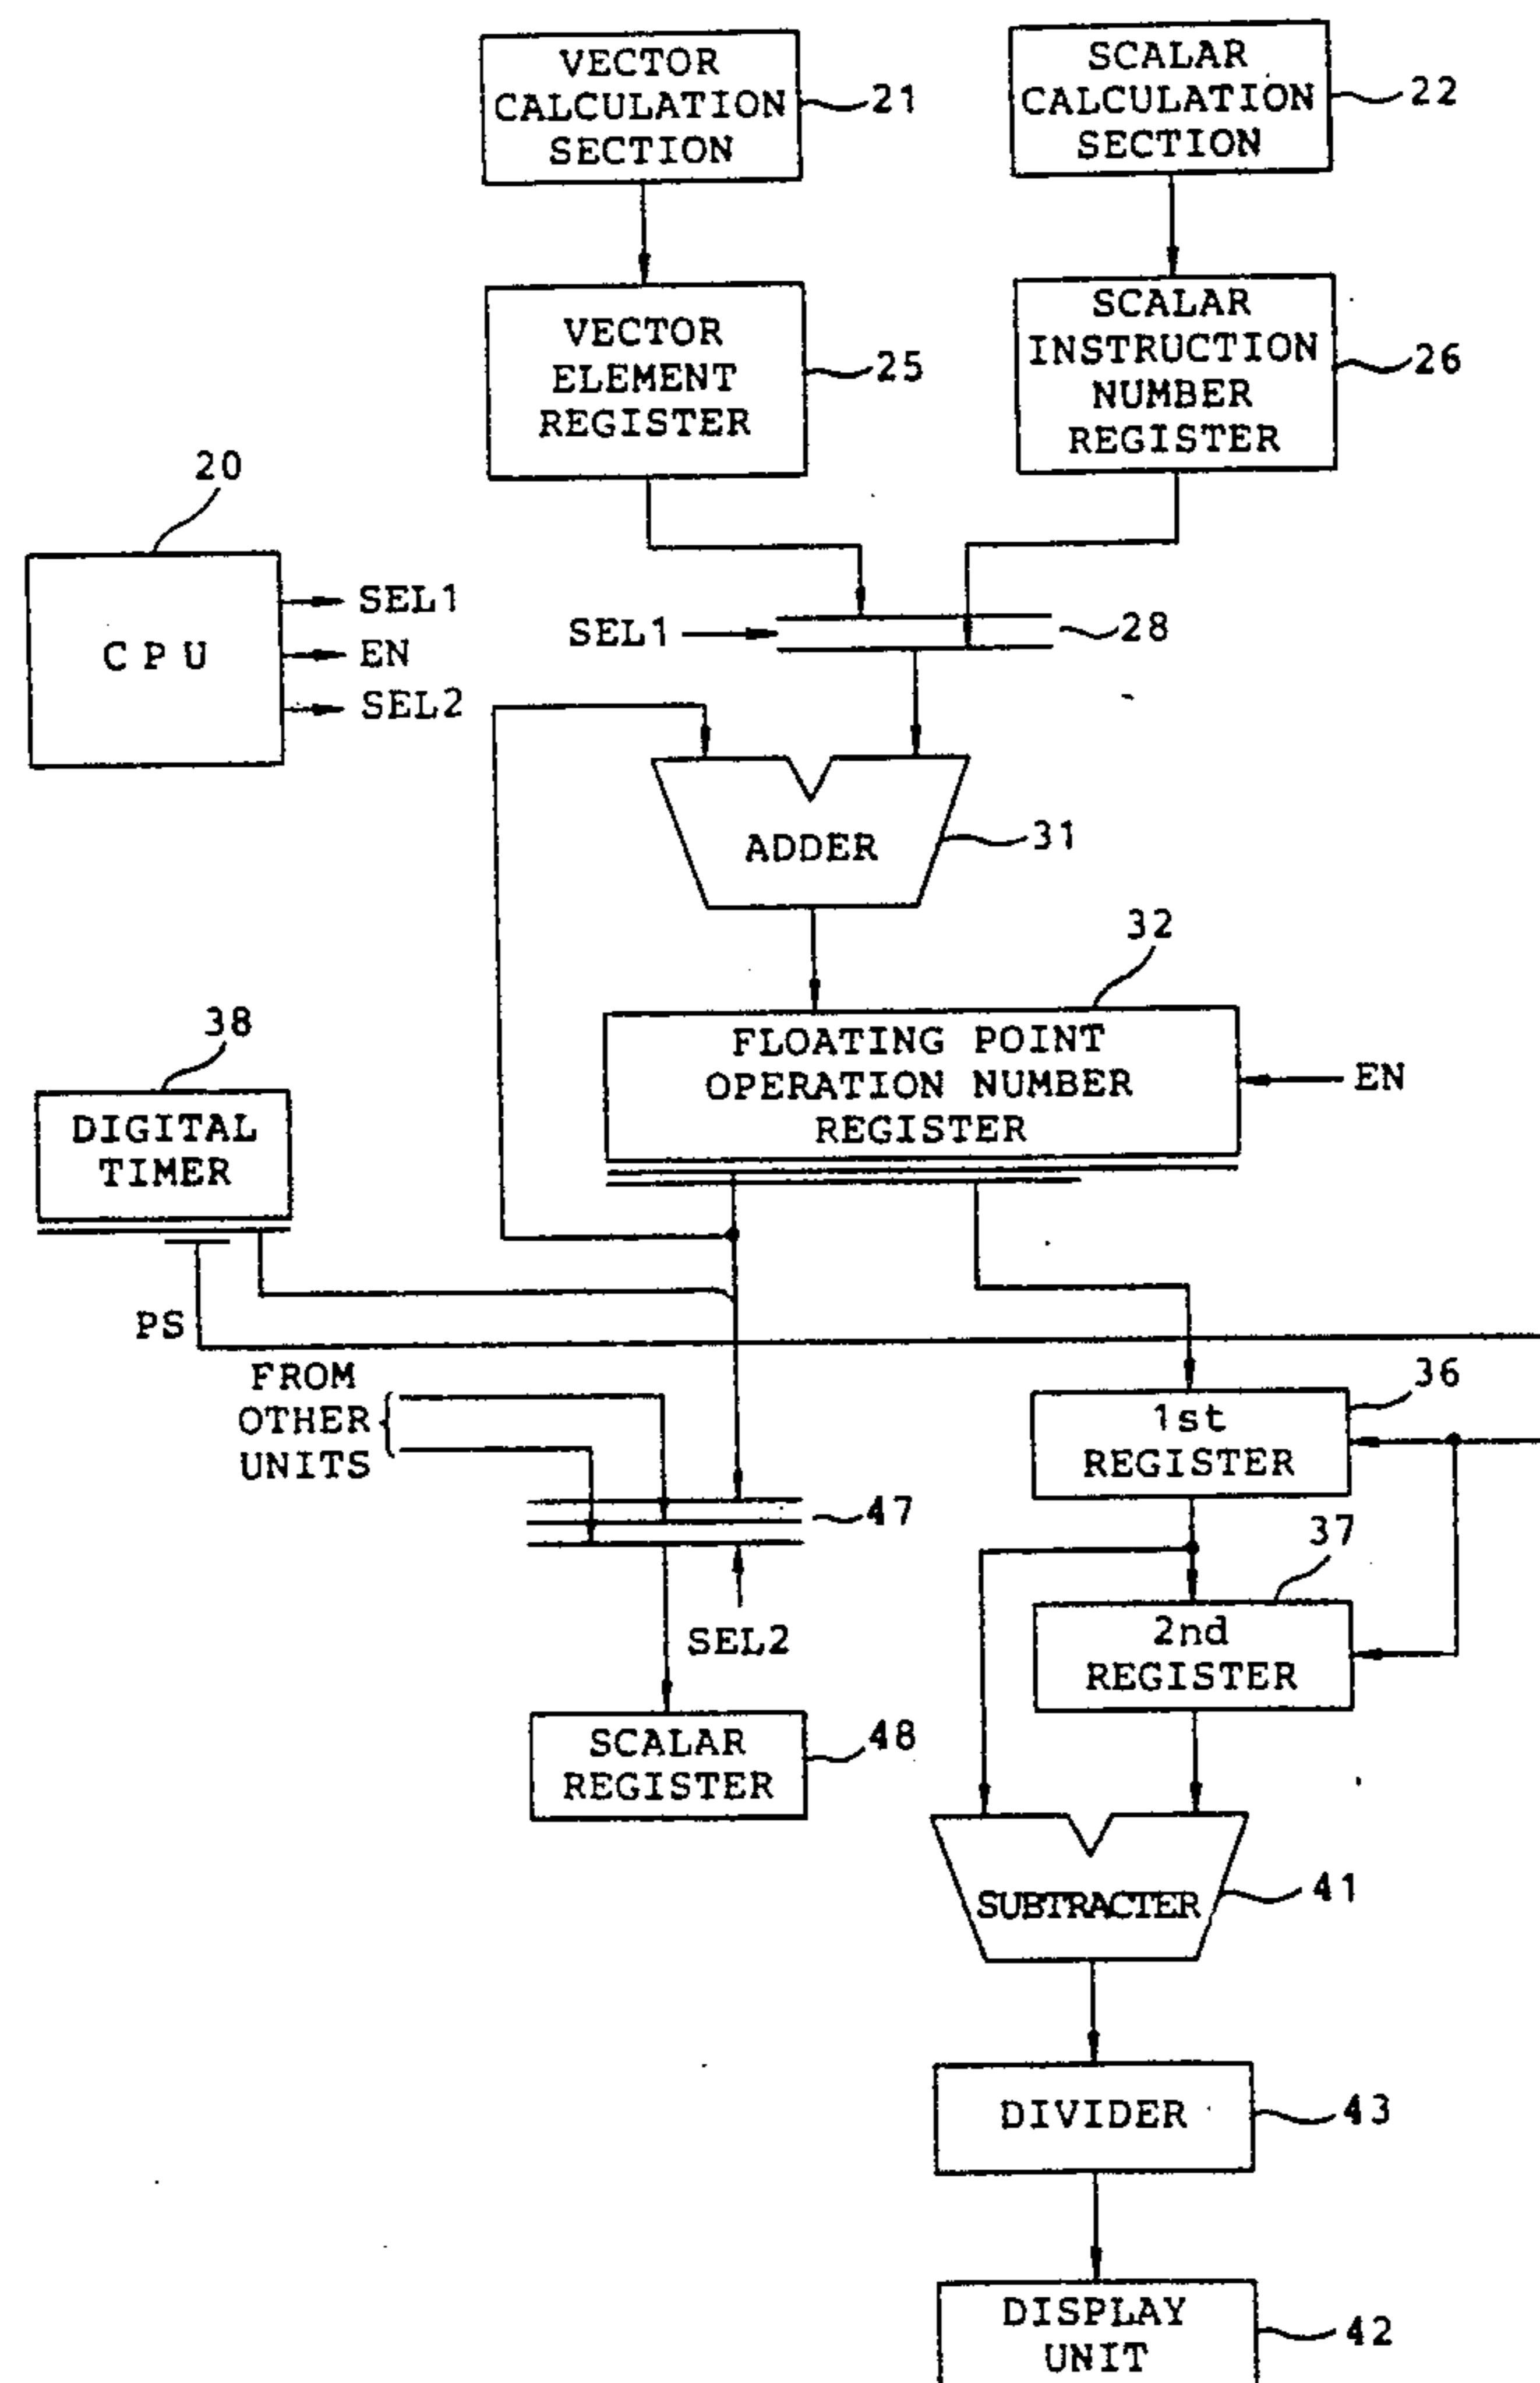 VECTOR
CALCULATION
SECTION
21
SCALAR
CALCULATION
SECTION
22
VECTOR
ELEMENT
REGISTER
25
SCALAR
INSTRUCTION
NUMBER
REGISTER
26
20
C P U
SEL1
EN
SEL2
SEL1
28
ADDER
31
32
FLOATING POINT
OPERATION NUMBER
REGISTER
EN
38
DIGITAL
TIMER
PS
FROM
OTHER
UNITS
36
1st
REGISTER
47
37
SEL2
2nd
REGISTER
SCALAR
REGISTER
48
SUBTRACTER
41
DIVIDER
43
DISPLAY
UNIT
42